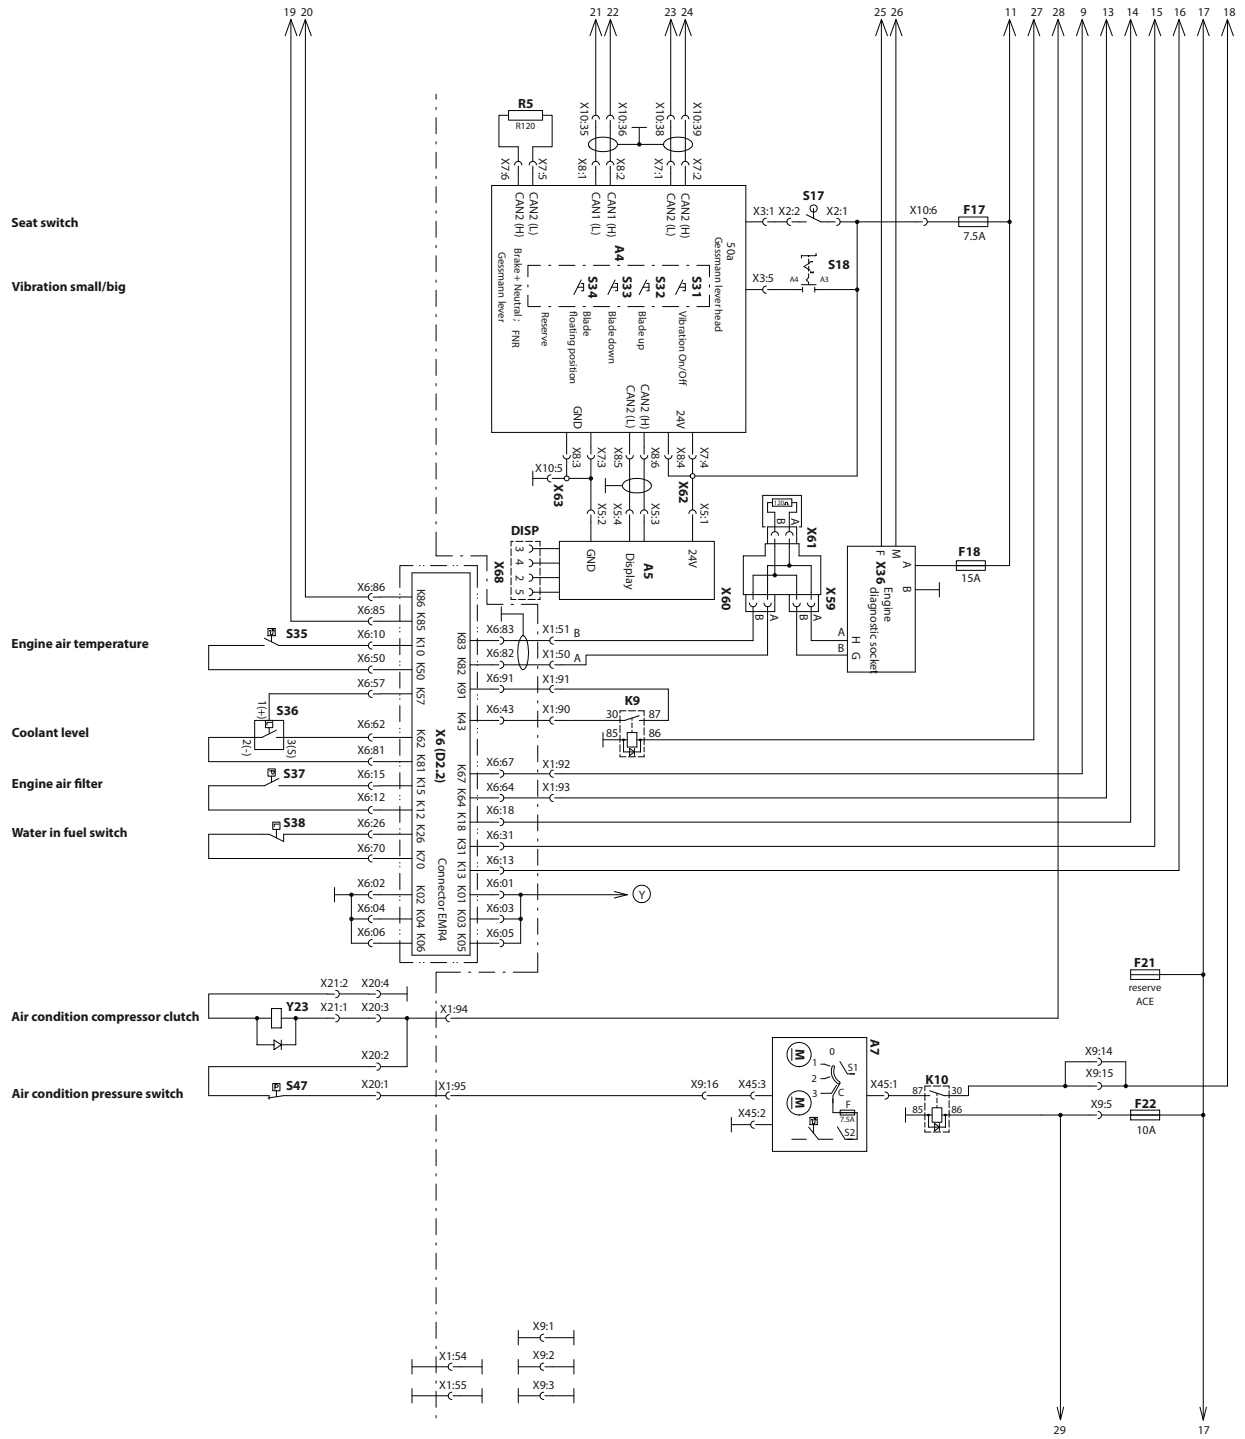 19 20 21 22 23 24 25 26 11 27 28 9 13 14 15 16 17 18
R5
R120
X10:35 X10:36 X10:38 X10:39
X7:6 X7:5 X8:1 X8:2 X7:1 X7:2
CAN2 (H) CAN2 (L) CAN1 (L) CAN1 (H) CAN2 (L) CAN2 (H)
S17
Seat switch
X3:1 X2:2 X2:1 X10:6 F17
7.5A
A4
50a
Gessmann lever head
S18
Vibration small/big
X3:5 A4 A3
S34 S33 S32 S31
Gessmann lever
Brake + Neutral ; FNR
Reserve
Blade
floating position
Blade down
Blade up
Vibration On/Off
GND CAN2 (L) CAN2 (H) 24V
X8:3 X7:3 X8:5 X8:6 X8:4 X7:4
X10:5 X63 X62
X5:2 X5:4 X5:3 X5:1
DISP
3 4 2 5
X68
GND Display A5 24V
120Ω
B A
X61
X60 X59
B A B A
F M X36 Engine
diagnostic socket
A B
F18
15A
A H
B G
X6:86 K86
X6:85 K85
Engine air temperature
S35 X6:10 K10
X6:50 K50
X6:57 K57
K83 X6:83 X1:51 B
K82 X6:82 X1:50 A
K91 X6:91 X1:91
K43 X6:43 X1:90
K9
30 87
85 86
Coolant level
1(+) S36
2(-) 3(S)
X6:62 K62
X6:81 K81
X6 (D2.2)
Connector EMR4
Engine air filter
S37 X6:15 K15
X6:12 K12
K67 X6:67 X1:92
K64 X6:64 X1:93
K18 X6:18
Water in fuel switch
S38 X6:26 K26
X6:70 K70
K31 X6:31
K13 X6:13
X6:02 K02 K01 X6:01 Y
X6:04 K04 K03 X6:03
X6:06 K06 K05 X6:05
F21
reserve
ACE
X21:2 X20:4
Air condition compressor clutch
Y23 X21:1 X20:3 X1:94
X20:2
Air condition pressure switch
P S47 X20:1 X1:95 X9:16 X45:3
X45:2
A7
M M
0 1 2 3 C
S1
F
7.5A
S2
X45:1
K10
87 30
85 86
X9:14
X9:15
X9:5
F22
10A
X9:1
X1:54 X9:2
X1:55 X9:3
29 17